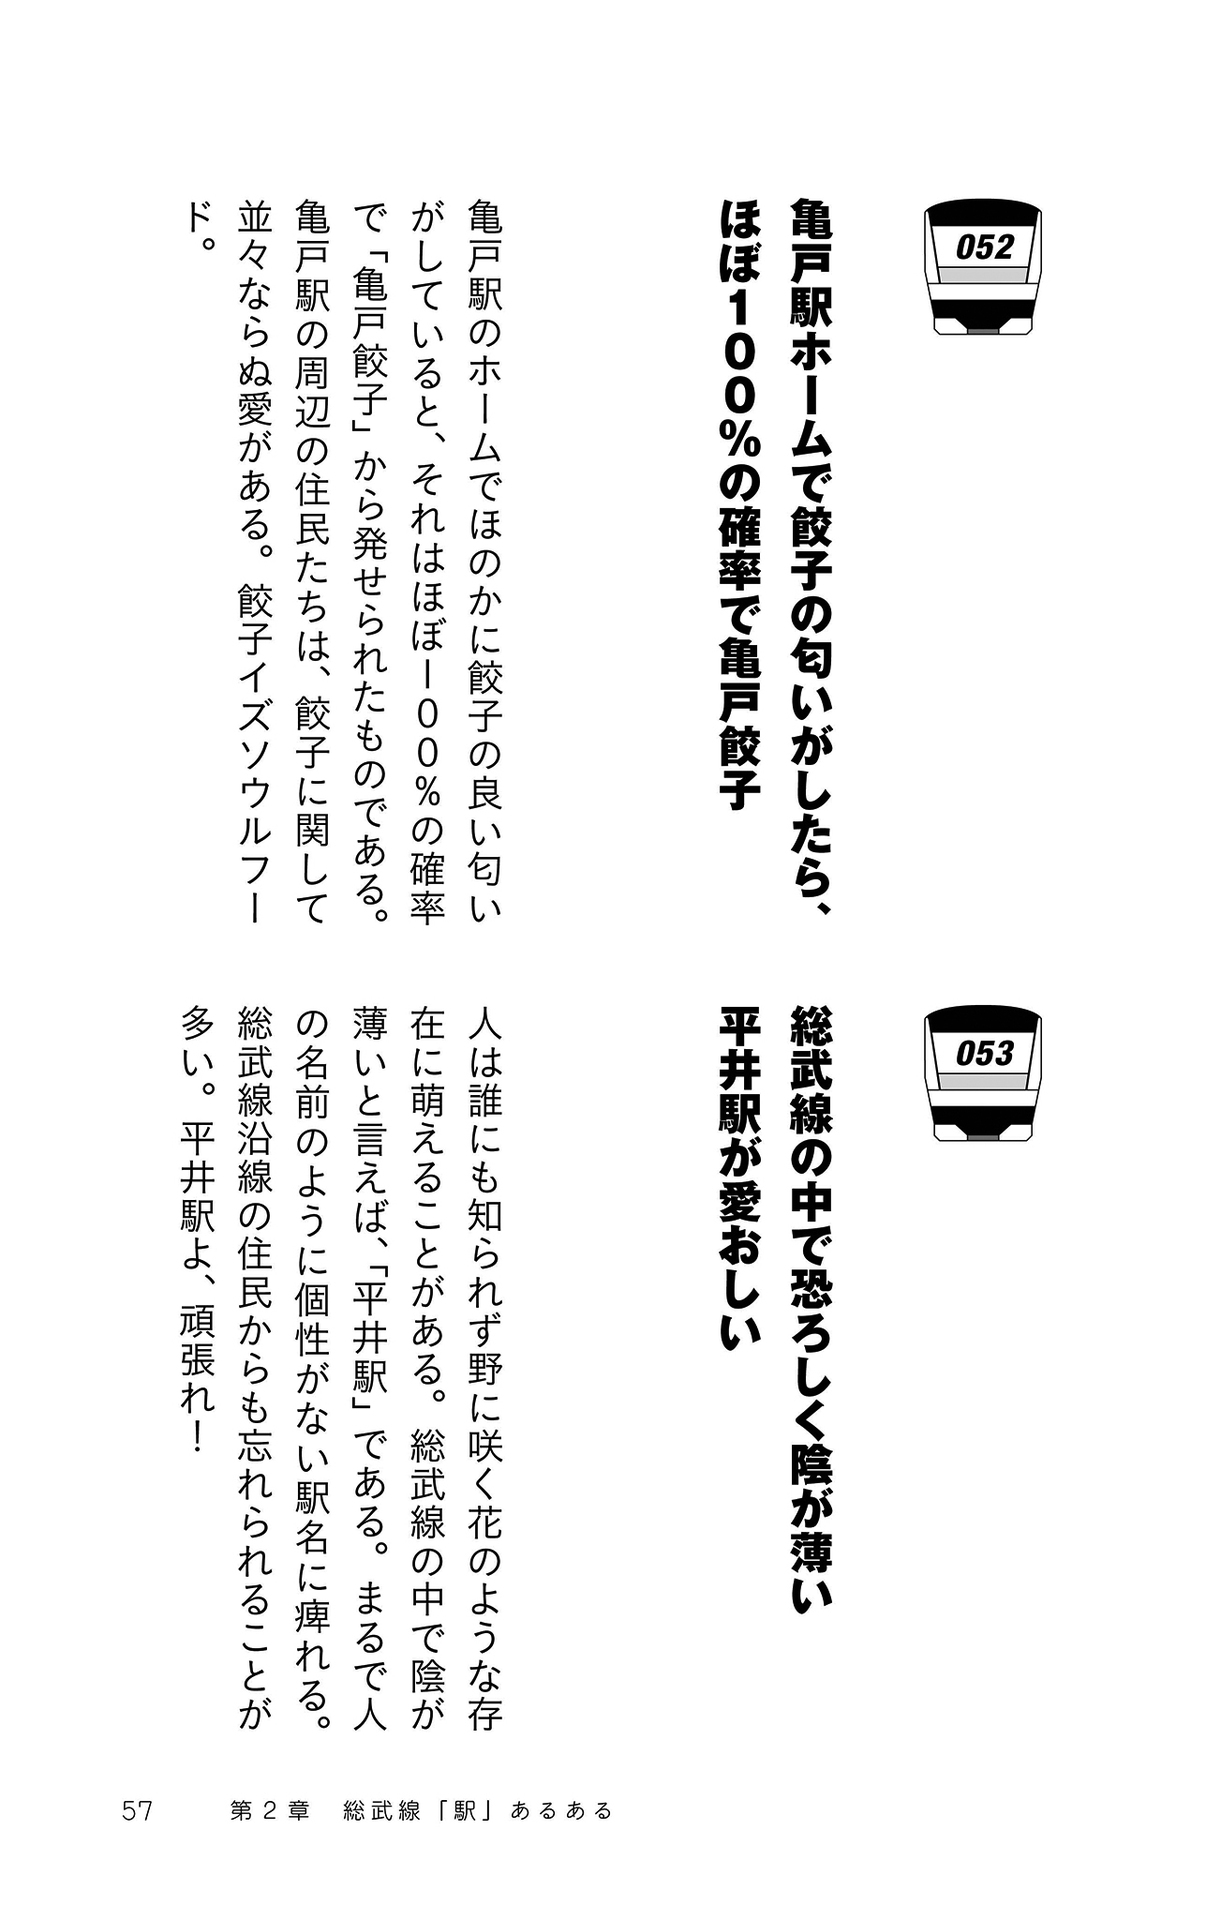 052
亀戸駅ホームで餃子の匂いがしたら、
ほぼ100%の確率で亀戸餃子
亀戸駅のホームでほのかに餃子の良い匂い
がしていると、それはほぼ100%の確率
で「亀戸餃子」から発せられたものである。
亀戸駅の周辺の住民たちは、餃子に関して
並々ならぬ愛がある。餃子イズソウルフー
ド。
053
総武線の中で恐ろしく陰が薄い
平井駅が愛おしい
人は誰にも知られず野に咲く花のような存
在に萌えることがある。総武線の中で陰が
薄いと言えば、「平井駅」である。まるで人
の名前のように個性がない駅名に痺れる。
総武線沿線の住民からも忘れられることが
多い。平井駅よ、頑張れ！
57 第2章 総武線「駅」あるある